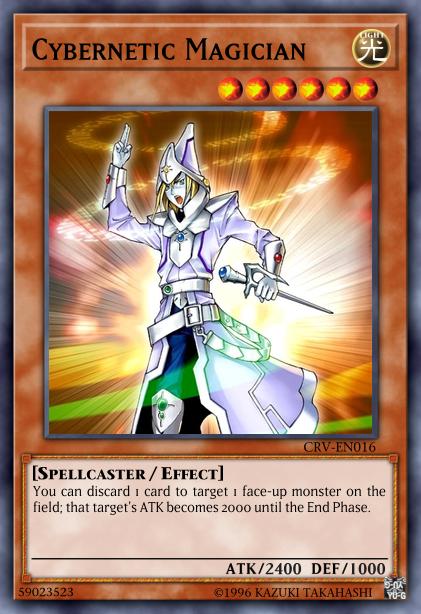 Cybernetic Magician
LIGHT
光
CRV-EN016
[Spellcaster / Effect]
You can discard 1 card to target 1 face-up monster on the
field; that target's ATK becomes 2000 until the End Phase.
ATK/2400 DEF/1000
59023523
©1996 KAZUKI TAKAHASHI